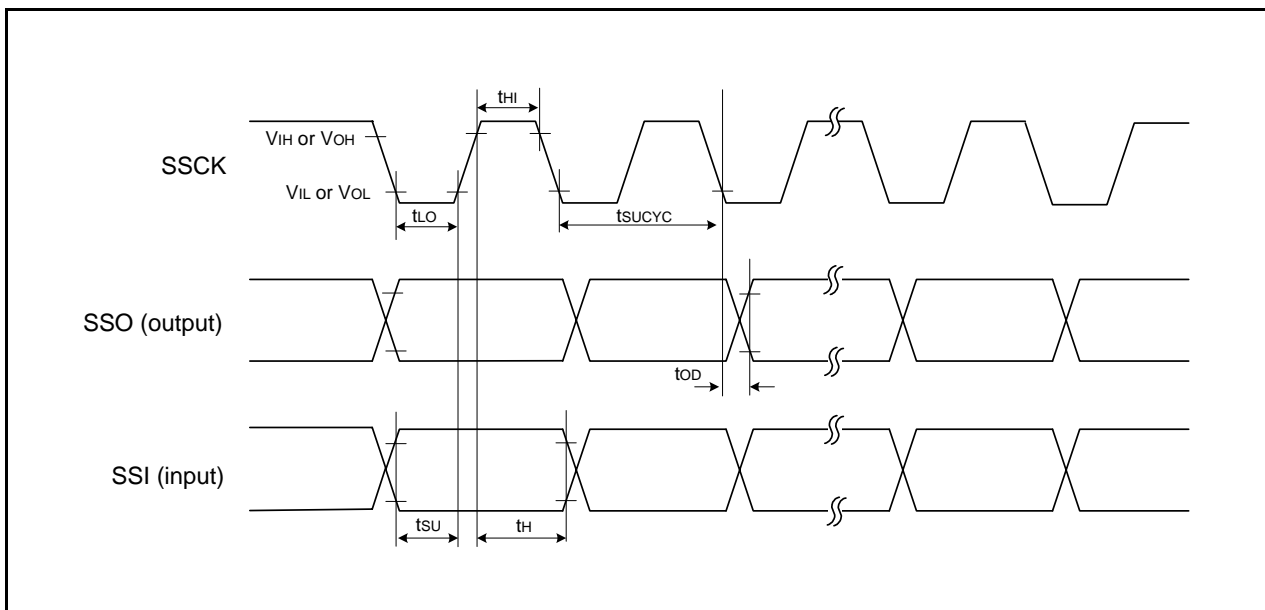 tHI
VIH or VOH
SSCK
VIL or VOL
tLO
tSUCYC
SSO (output)
tOD
SSI (input)
tSU
tH